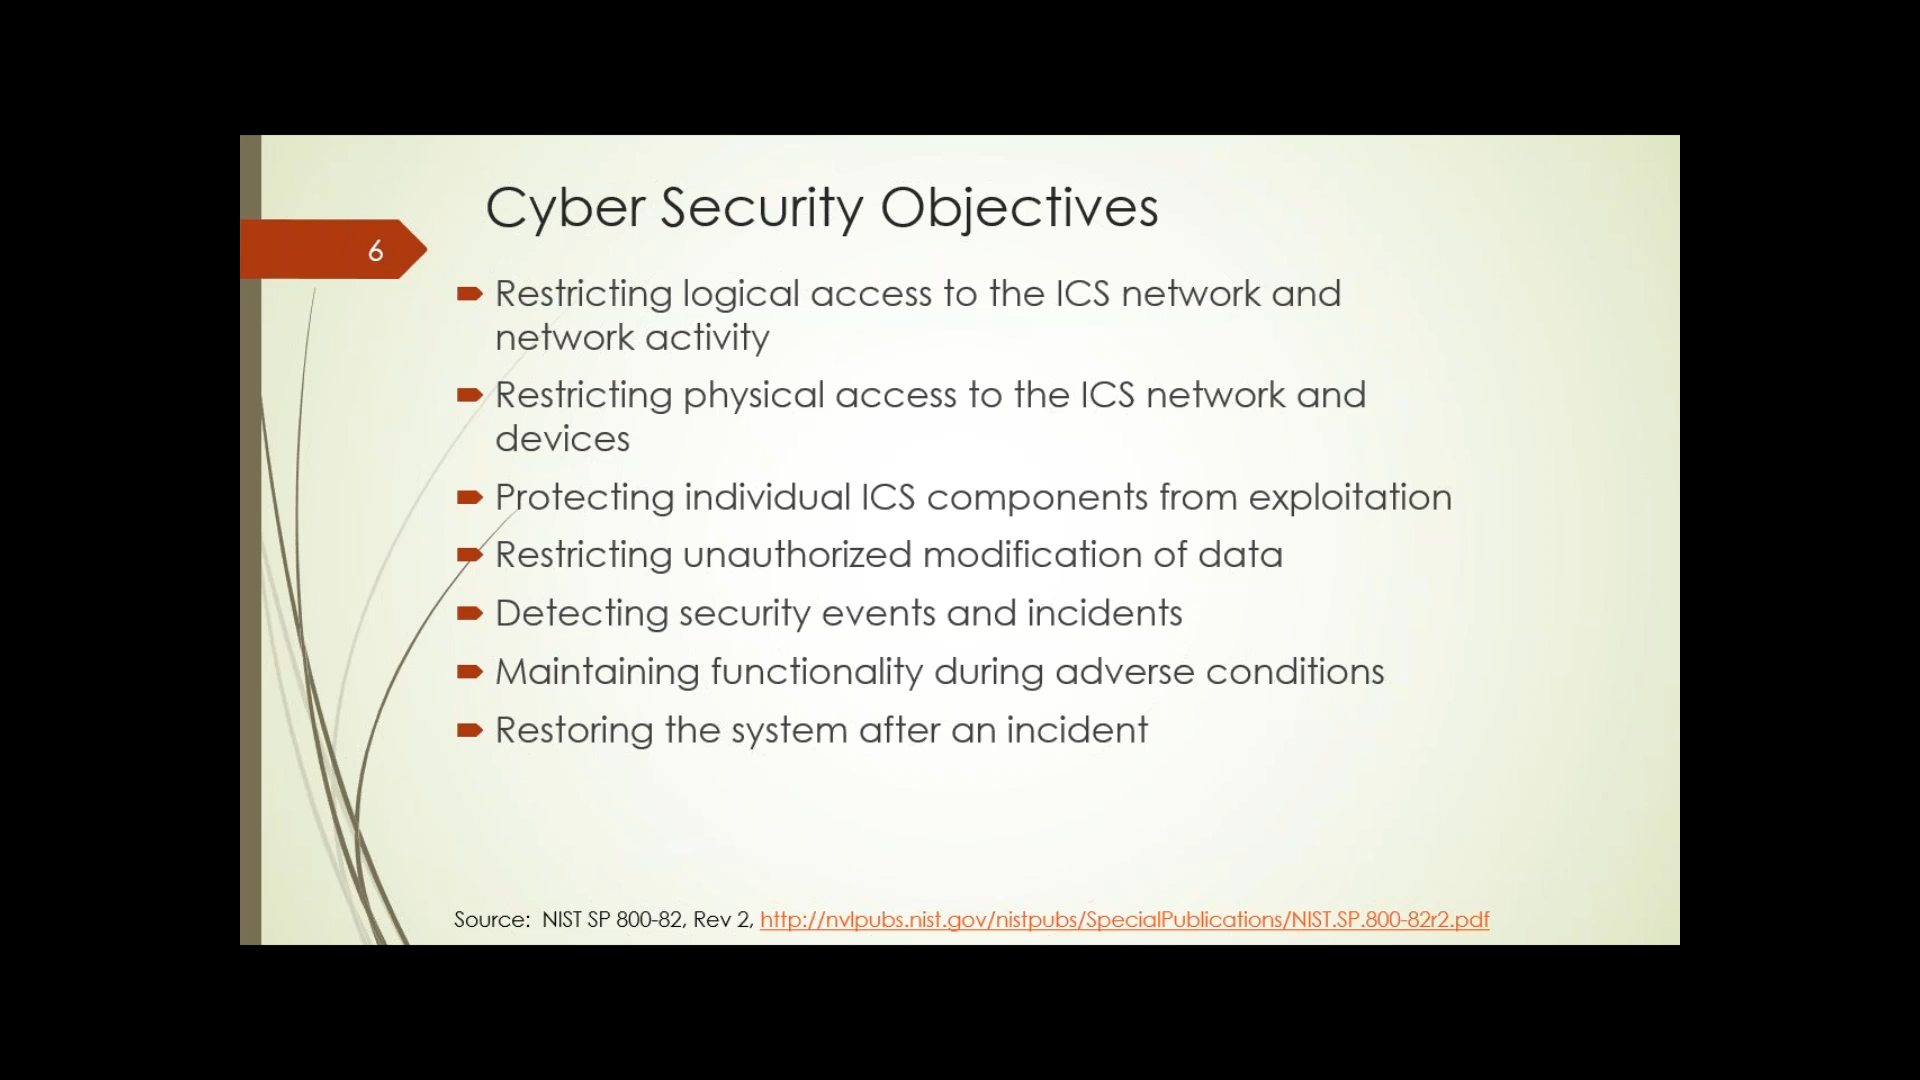 Cyber Security Objectives
6
Restricting logical access to the ICS network and
network activity
Restricting physical access to the ICS network and
devices
Protecting individual ICS components from exploitation
Restricting unauthorized modification of data
Detecting security events and incidents
Maintaining functionality during adverse conditions
Restoring the system after an incident
Source:  NIST SP 800-82, Rev 2, http://nvlpubs.nist.gov/nistpubs/SpecialPublications/NIST.SP.800-82r2.pdf